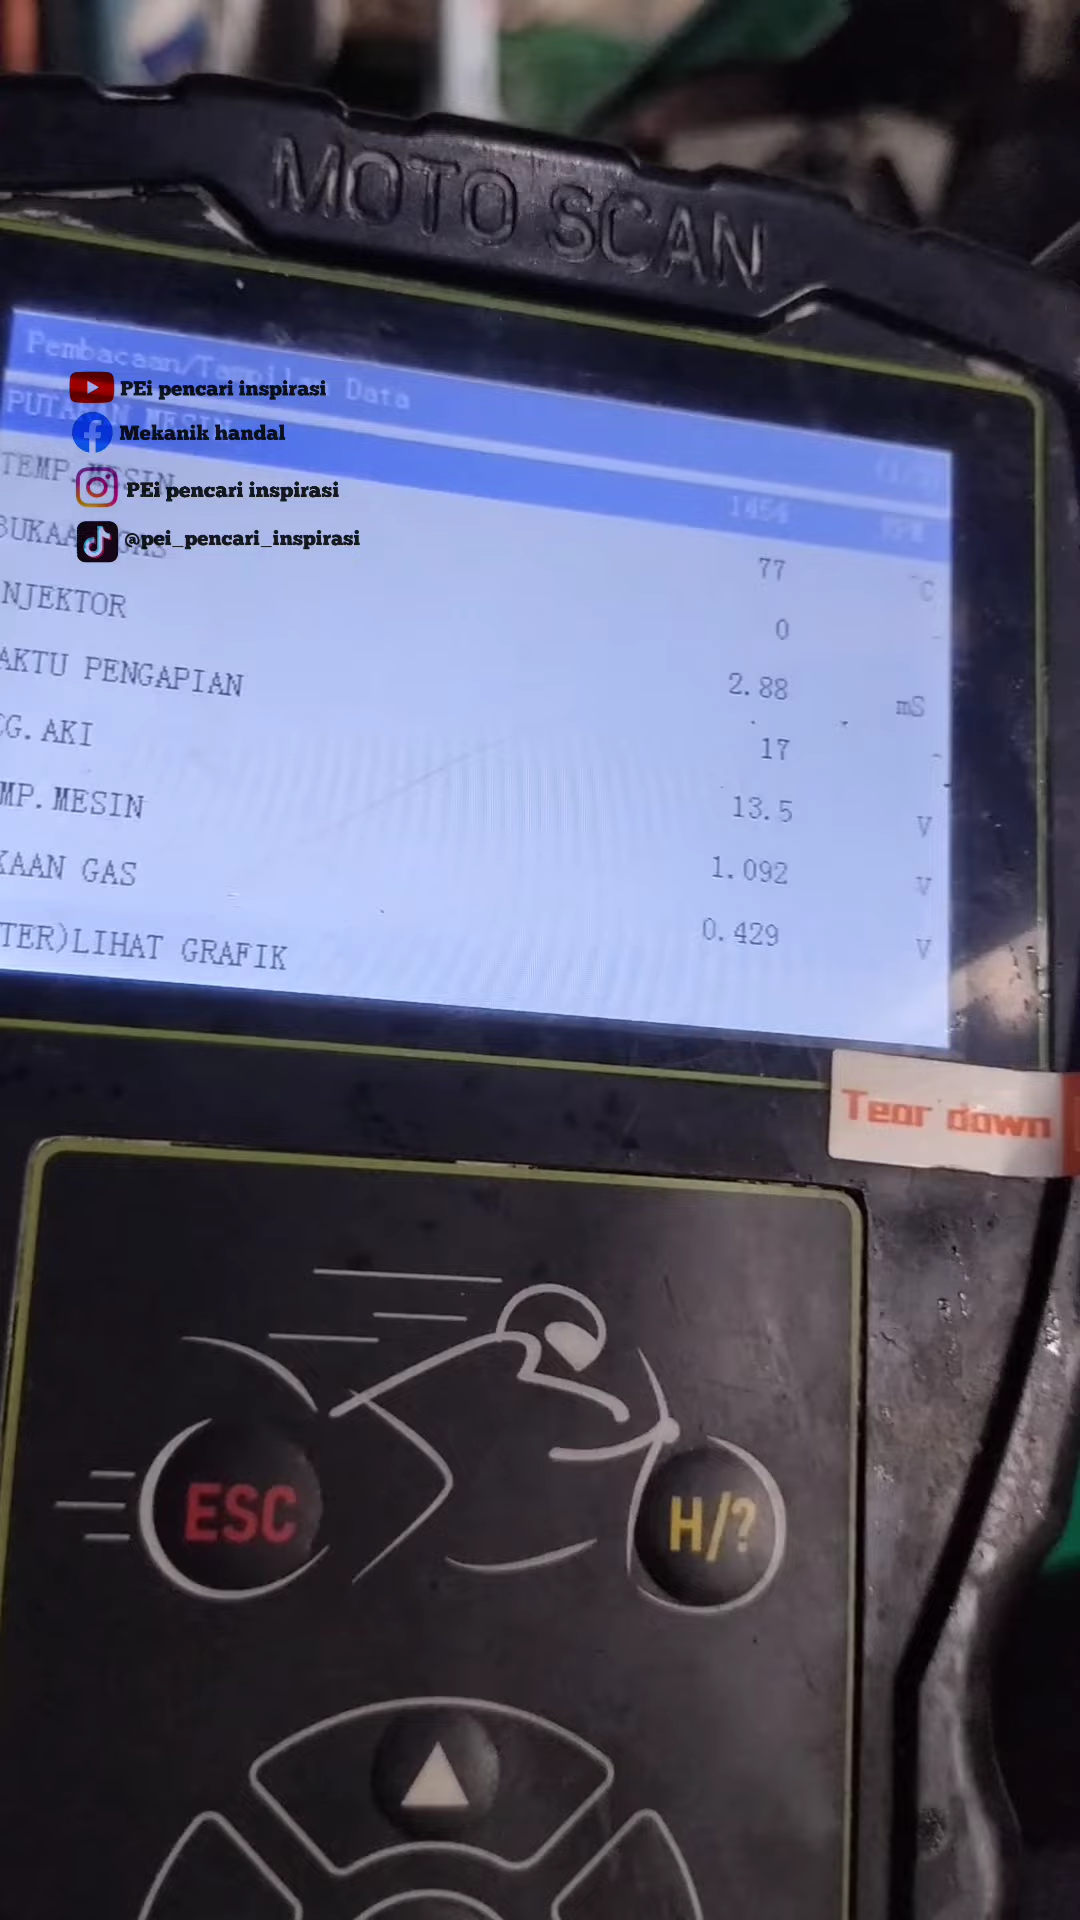 MOTO SCAN
Pembacaan/Tampilan Data
PEi pencari inspirasi
PUTARAN MESIN 1454
Mekanik handal
TEMP.MESIN 77 °C
PEi pencari inspirasi
BUKAAN GAS 0 -
@pei_pencari_inspirasi
NJEKTOR 2.88 mS
AKTU PENGAPIAN 17 -
G.AKI 13.5 V
MP.MESIN 1.092 V
KAAN GAS 0.429 V
TER)LIHAT GRAFIK
Tear down
ESC
H/?